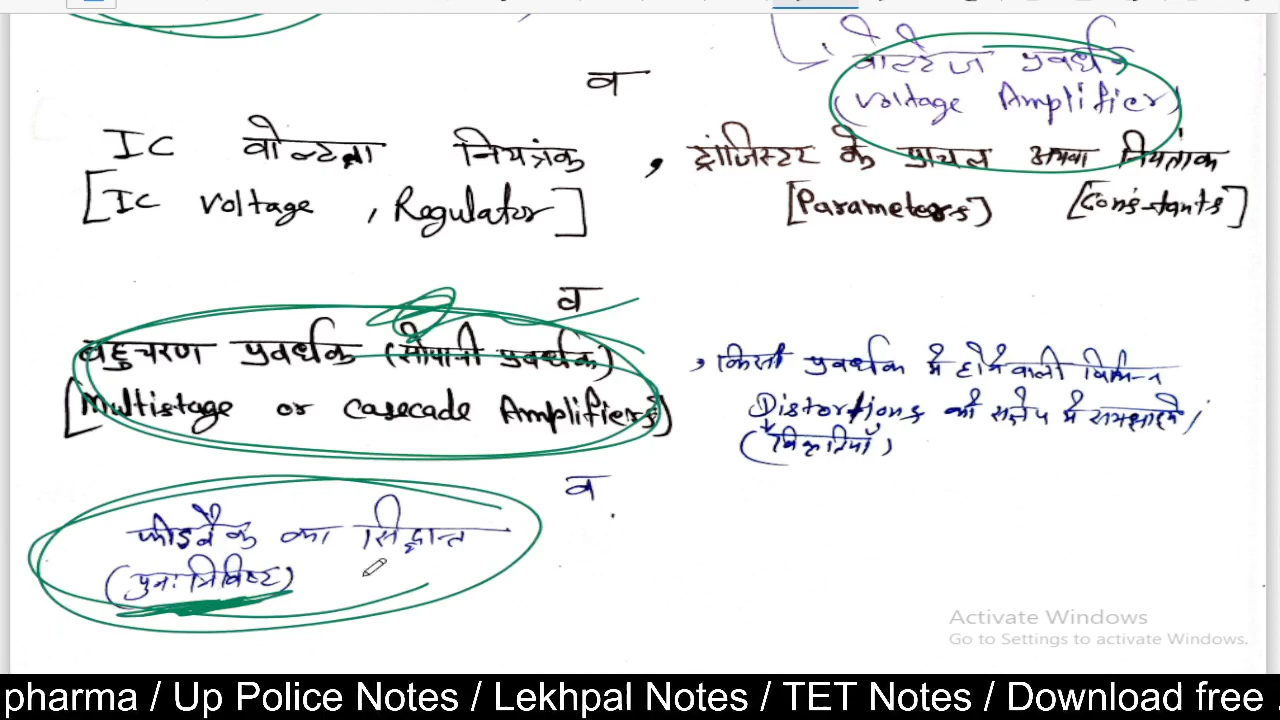 वोल्टेज प्रवर्धक
(Voltage Amplifier)
व
IC वोल्टता नियत्रंक , ट्रांजिस्टर के प्राचल अथवा नियतांक
[IC voltage , Regulator] [Parameters) [Constants]
व
बहुचरण प्रवर्धक (सोपानी प्रवर्धक)
[Multistage or Casecade Amplifiers)
, किसी प्रवर्धक मे होनेवाली विभिन्न
Distortions को संक्षेप मे समझाइये/
(विकृतियाँ)
व
फीडबैक का सिद्धान्त
(पुनःनिविष्ट)
Activate Windows
Go to Settings to activate Windows.
pharma / Up Police Notes / Lekhpal Notes / TET Notes / Download free